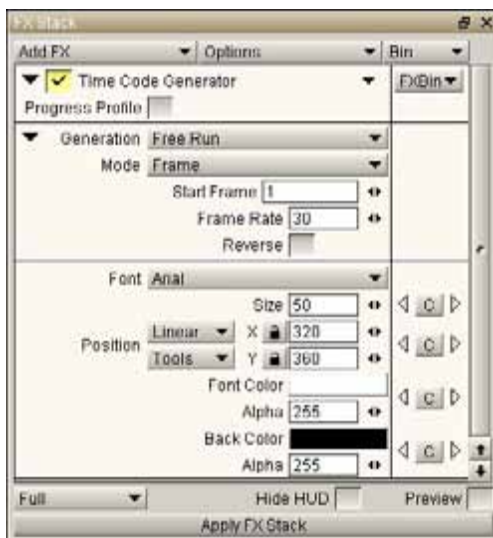 FX Stack
Add FX Options Bin
Time Code Generator FXBin
Progress Profile
Generation Free Run
Mode Frame
Start Frame 1
Frame Rate 30
Reverse
Font Arial
Size 50 C
Position Linear X 320 C
Tools Y 360
Font Color
Alpha 255 C
Back Color
Alpha 255 C
Full Hide HUD Preview
Apply FX Stack